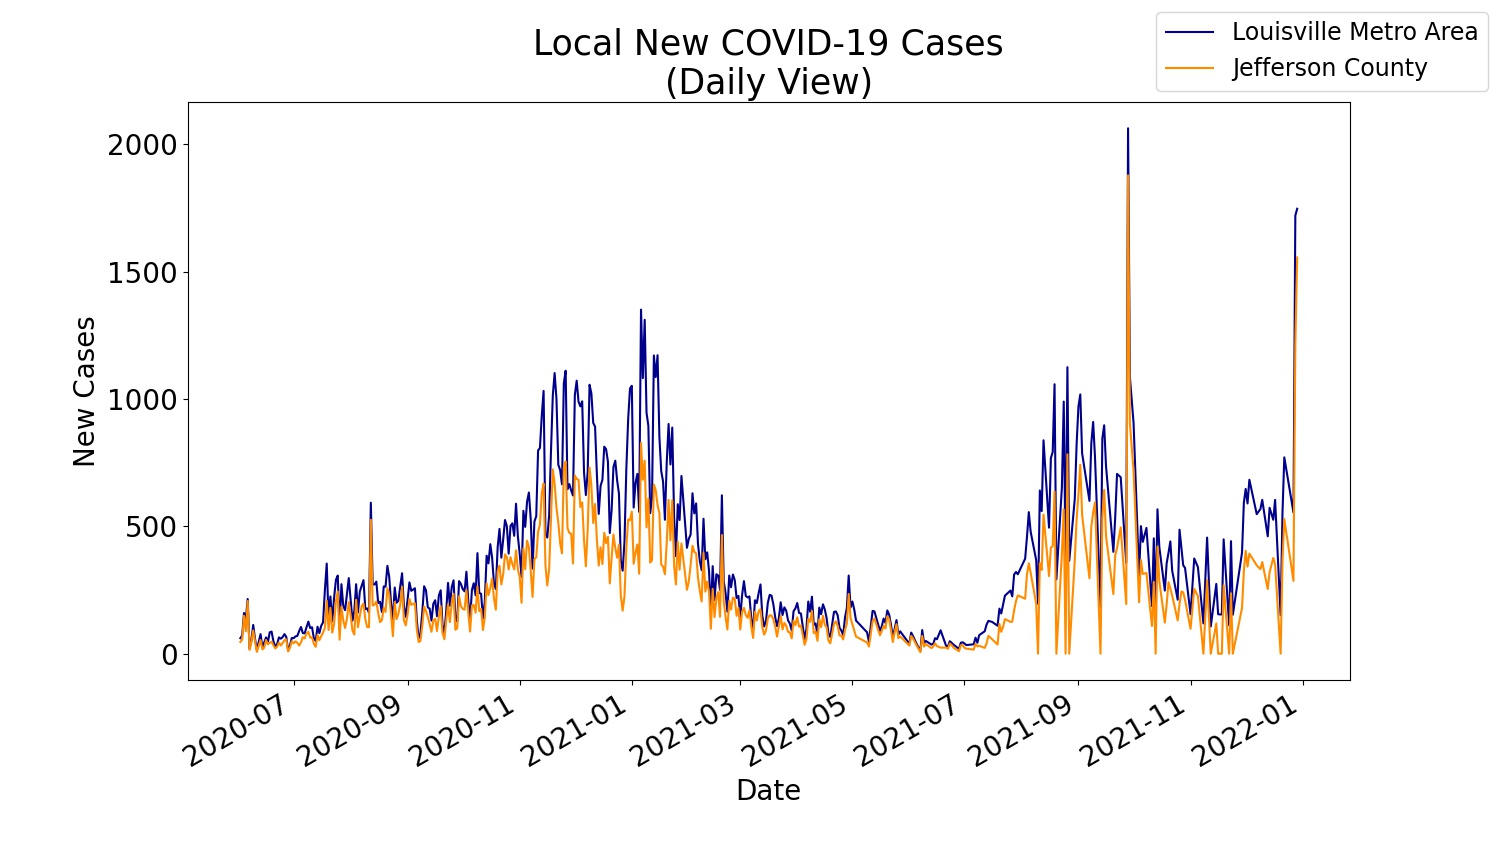 Local New COVID-19 Cases
(Daily View)
Louisville Metro Area
Jefferson County
New Cases
2000
1500
1000
500
0
2020-07
2020-09
2020-11
2021-01
2021-03
2021-05
2021-07
2021-09
2021-11
2022-01
Date